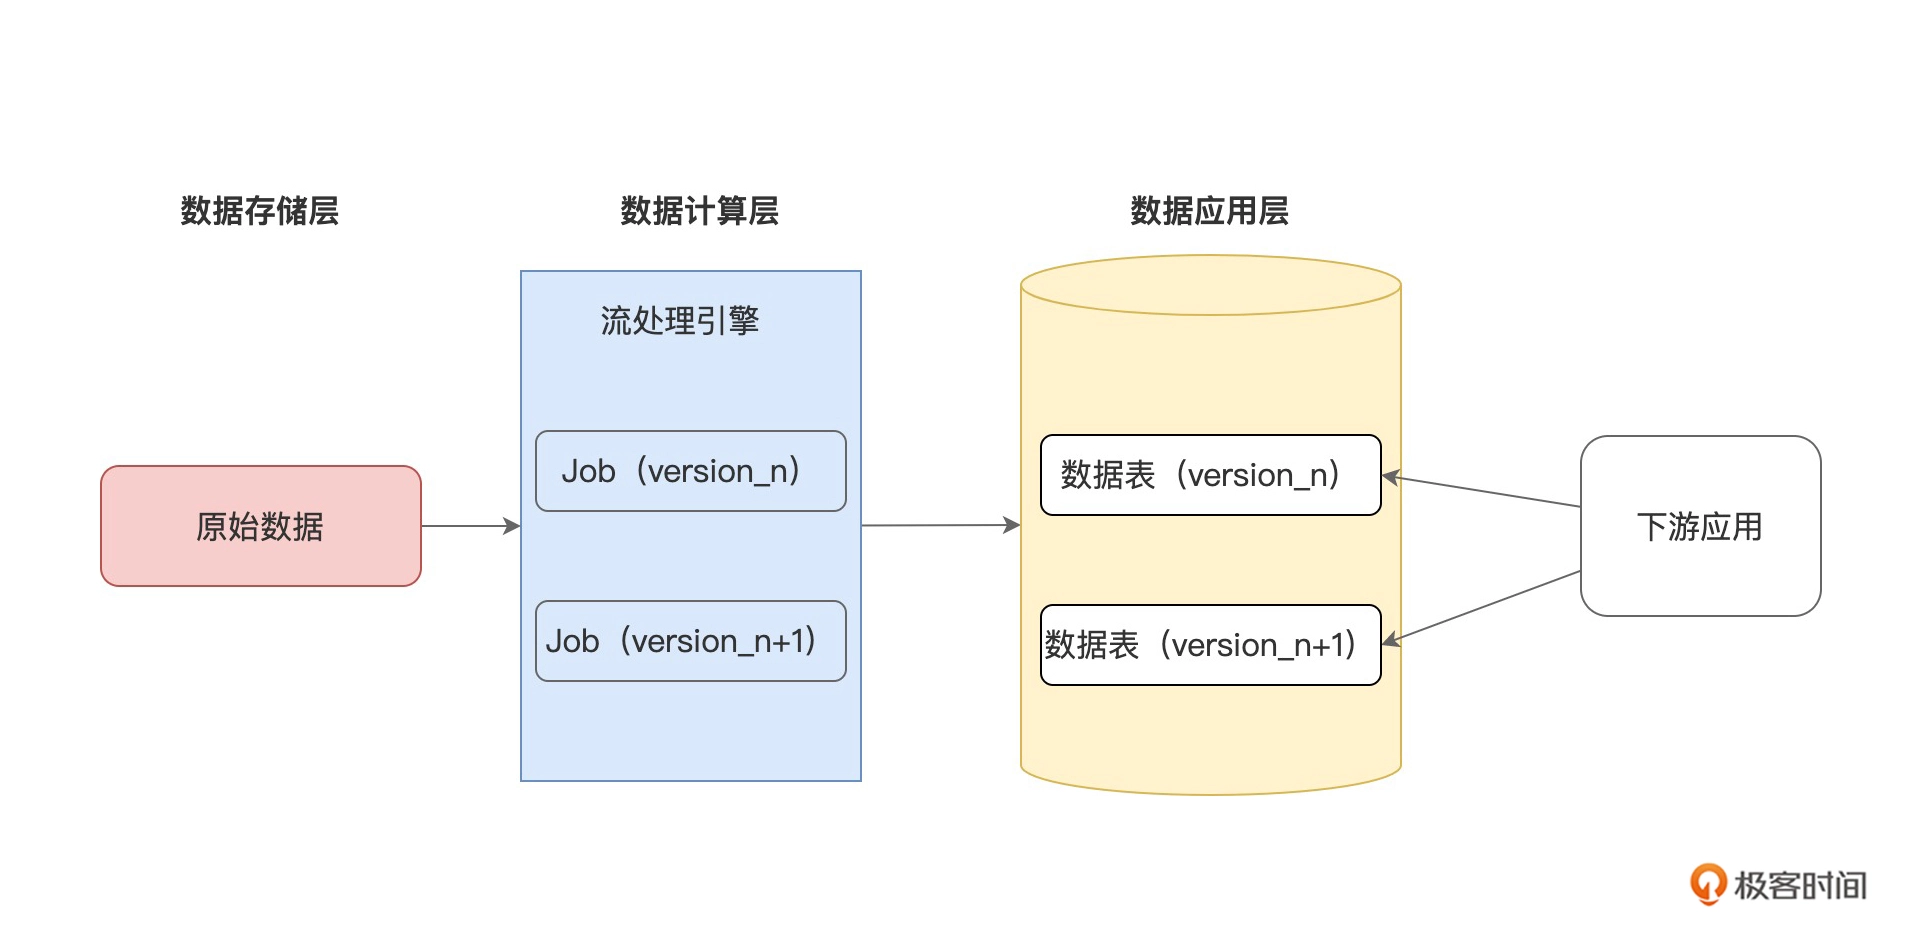 数据存储层
数据计算层
数据应用层
流处理引擎
Job（version_n）
数据表（version_n）
原始数据
下游应用
Job（version_n+1）
数据表（version_n+1）
极客时间